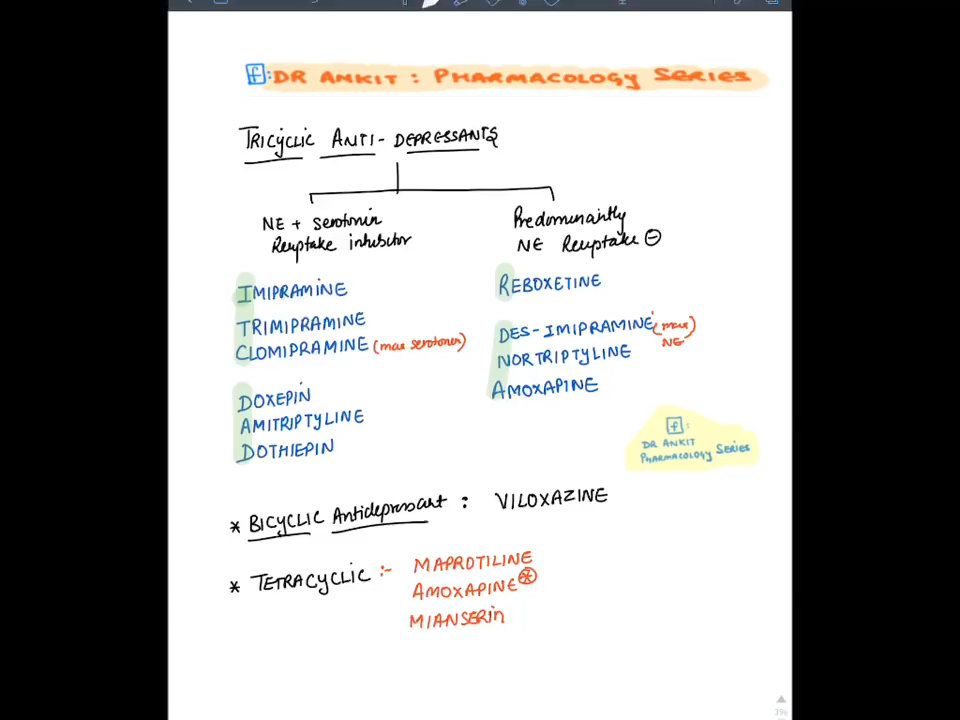 f:DR ANKIT : PHARMACOLOGY SERIES
TRICYCLIC ANTI-DEPRESSANTS
NE + serotonin
Reuptake inhibitor
IMIPRAMINE
TRIMIPRAMINE
CLOMIPRAMINE (max serotonin)
DOXEPIN
AMITRIPTYLINE
DOTHIEPIN
Predominantly
NE Reuptake ⊖
REBOXETINE
DES-IMIPRAMINE (max
NE)
NORTRIPTYLINE
AMOXAPINE
f:
DR ANKIT
PHARMACOLOGY SERIES
* BICYCLIC Antidepressant : VILOXAZINE
* TETRACYCLIC :- MAPROTILINE
AMOXAPINE*
MIANSERIN